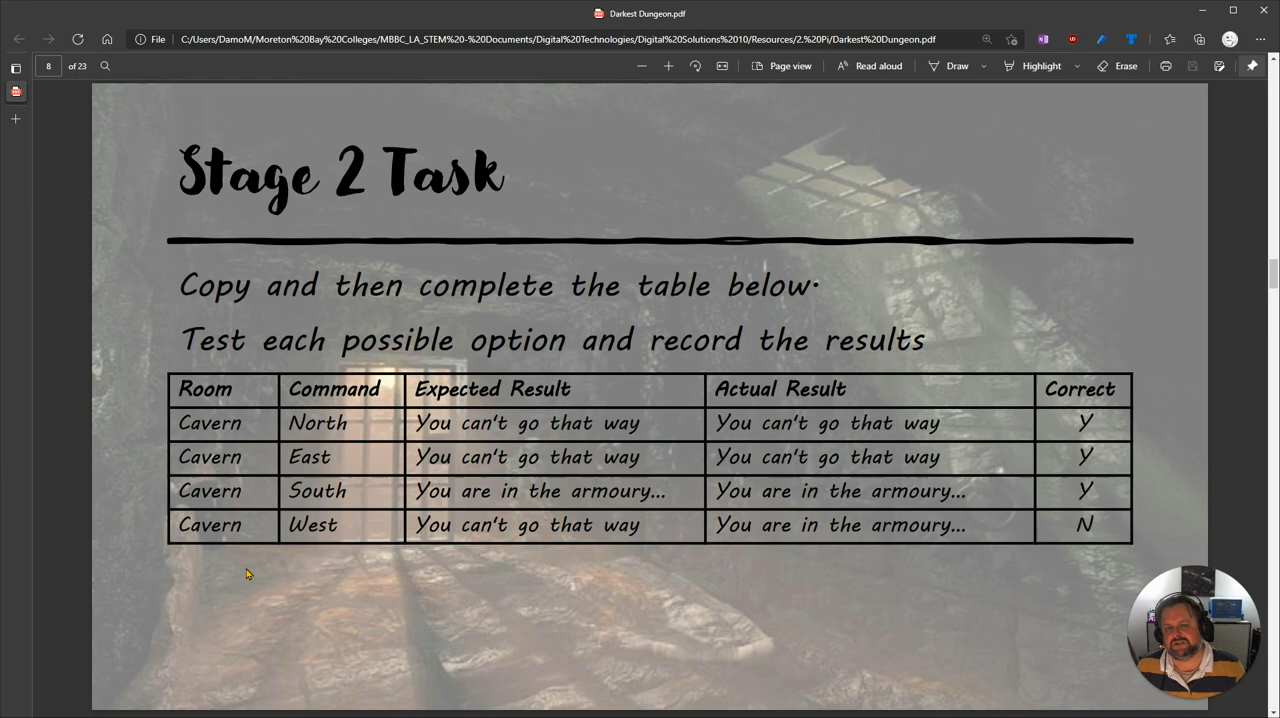 Darkest Dungeon.pdf
File C:/Users/DamoM/Moreton%20Bay%20Colleges/MBBC_LA_STEM%20-%20Documents/Digital%20Technologies/Digital%20Solutions%2010/Resources/2.%20Pi/Darkest%20Dungeon.pdf
8 of 23 Page view Read aloud Draw Highlight Erase
Stage 2 Task
Copy and then complete the table below.
Test each possible option and record the results
Room Command Expected Result Actual Result Correct
Cavern North You can't go that way You can't go that way Y
Cavern East You can't go that way You can't go that way Y
Cavern South You are in the armoury... You are in the armoury... Y
Cavern West You can't go that way You are in the armoury... N